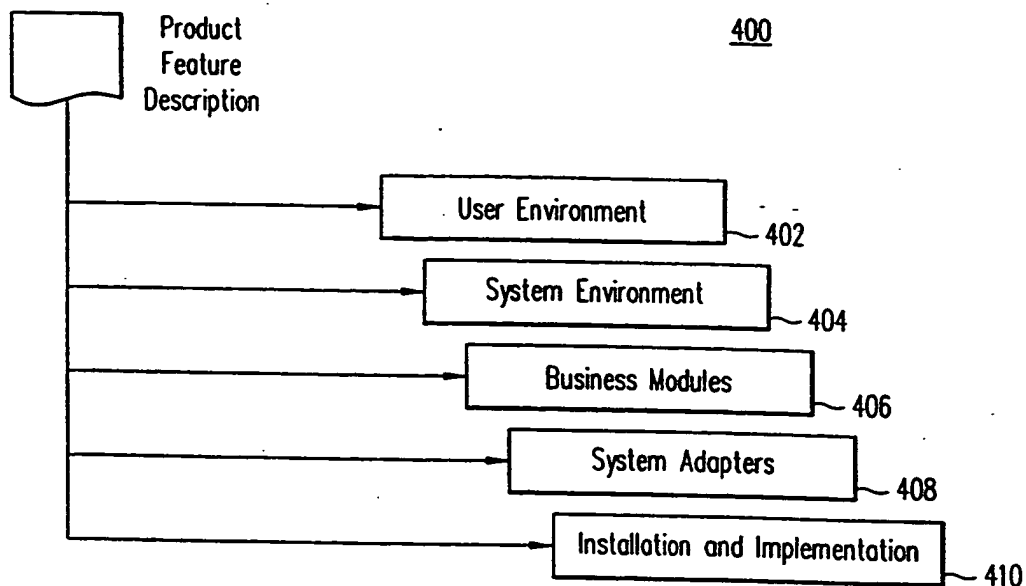 Product
Feature
Description
400
User Environment
402
System Environment
404
Business Modules
406
System Adapters
408
Installation and Implementation
410